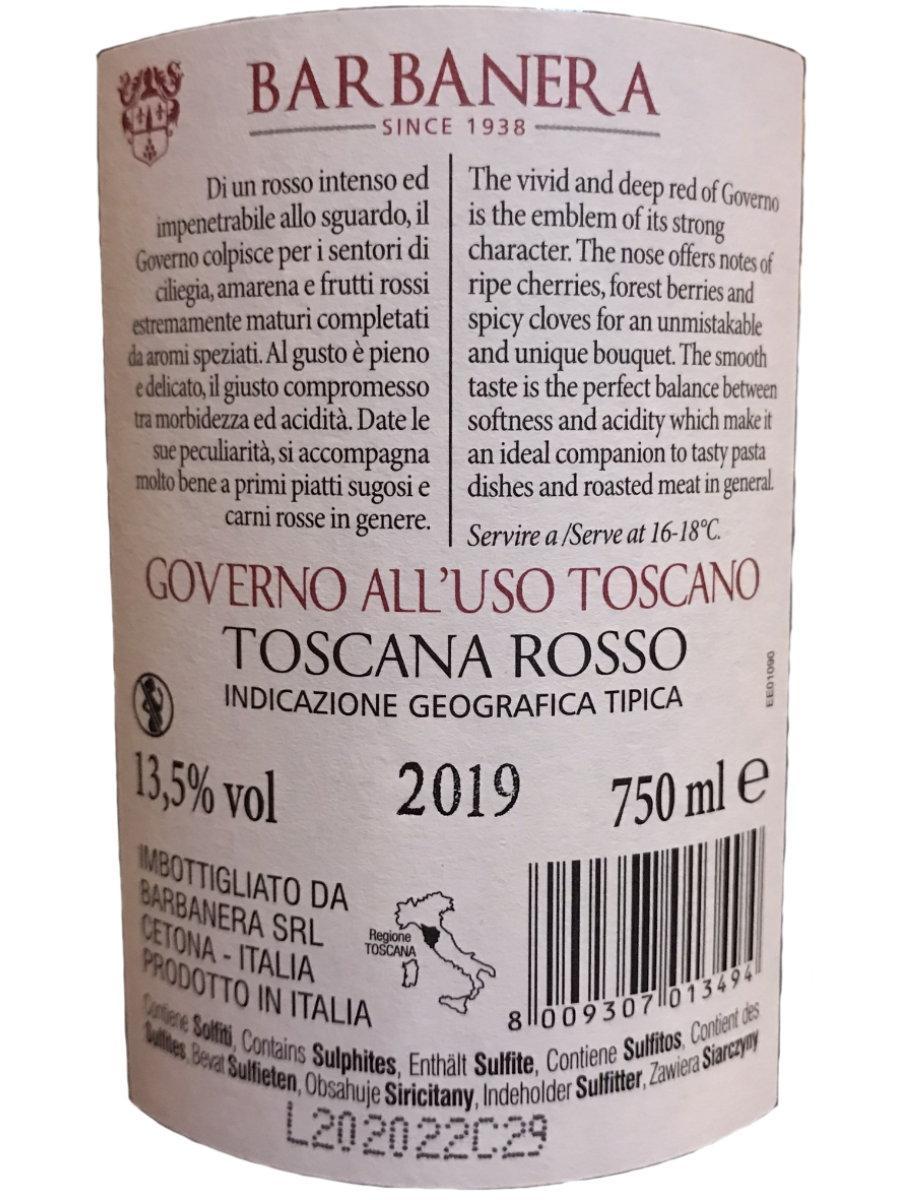 BARBANERA
SINCE 1938
Di un rosso intenso ed
impenetrabile allo sguardo, il
Governo colpisce per i sentori di
ciliegia, amarena e frutti rossi
estremamente maturi completati
da aromi speziati. Al gusto è pieno
e delicato, il giusto compromesso
tra morbidezza ed acidità. Date le
sue peculiarità, si accompagna
molto bene a primi piatti sugosi e
carni rosse in genere.
The vivid and deep red of Governo
is the emblem of its strong
character. The nose offers notes of
ripe cherries, forest berries and
spicy cloves for an unmistakable
and unique bouquet. The smooth
taste is the perfect balance between
softness and acidity which make it
an ideal companion to tasty pasta
dishes and roasted meat in general.
Servire a /Serve at 16-18°C.
GOVERNO ALL'USO TOSCANO
TOSCANA ROSSO
INDICAZIONE GEOGRAFICA TIPICA
EE01090
13,5% vol
2019
750 ml e
IMBOTTIGLIATO DA
BARBANERA SRL
CETONA - ITALIA
PRODOTTO IN ITALIA
Regione
TOSCANA
8 009307 013494
Contiene Solfiti, Contains Sulphites, Enthält Sulfite, Contiene Sulfitos, Contient des
Sulfites, Bevat Sulfieten, Obsahuje Siricitany, Indeholder Sulfitter, Zawiera Siarczyny
L202022C29